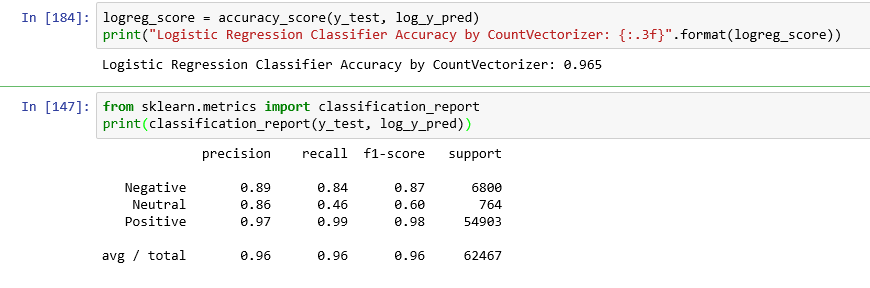 In [184]: logreg_score = accuracy_score(y_test, log_y_pred)
print("Logistic Regression Classifier Accuracy by CountVectorizer: {:.3f}".format(logreg_score))
Logistic Regression Classifier Accuracy by CountVectorizer: 0.965
In [147]: from sklearn.metrics import classification_report
print(classification_report(y_test, log_y_pred))
precision recall f1-score support
Negative 0.89 0.84 0.87 6800
Neutral 0.86 0.46 0.60 764
Positive 0.97 0.99 0.98 54903
avg / total 0.96 0.96 0.96 62467